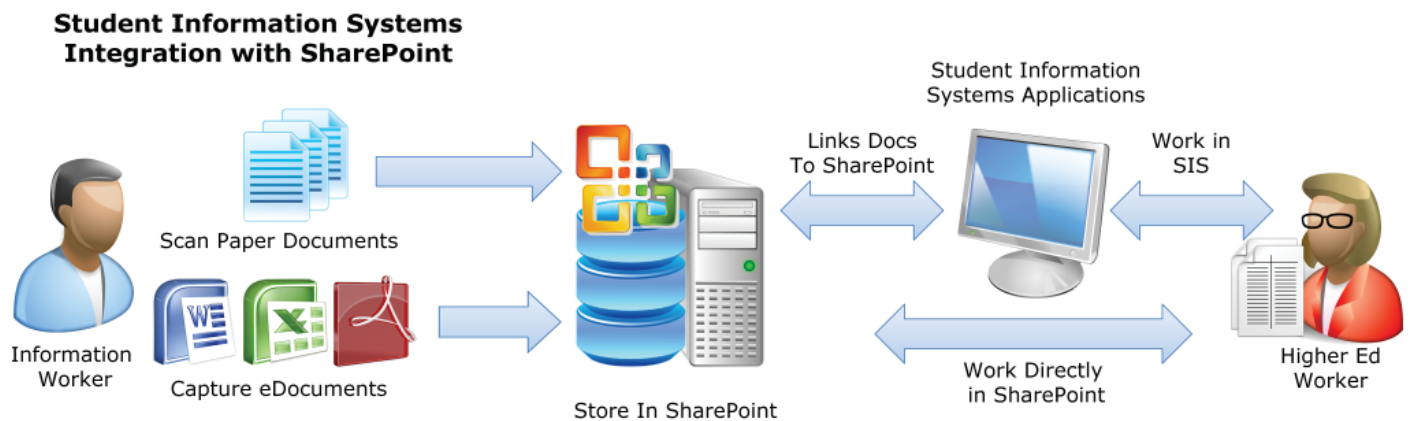 Student Information Systems
Integration with SharePoint
Student Information
Systems Applications
Links Docs
To SharePoint
Work in
SIS
Scan Paper Documents
W
X
Information
Worker
Capture eDocuments
Store In SharePoint
Work Directly
in SharePoint
Higher Ed
Worker